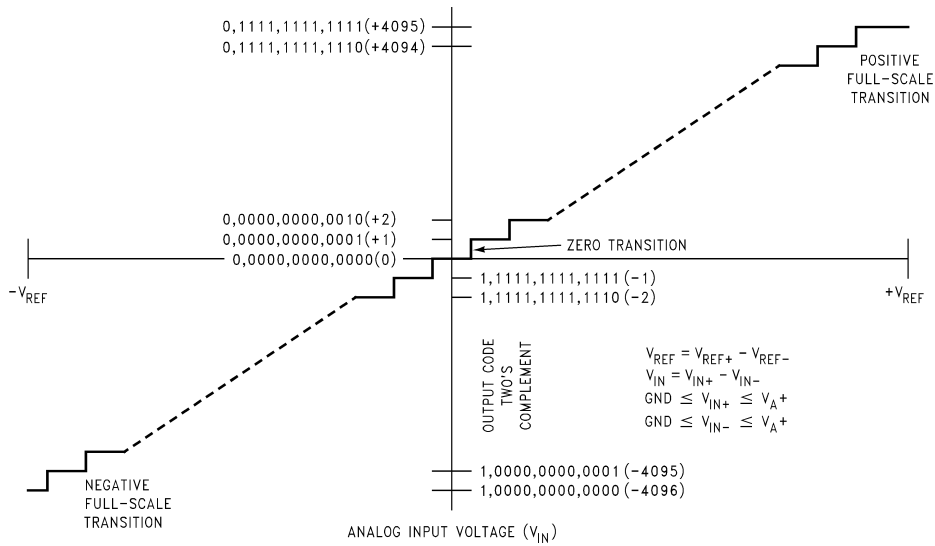 0,1111,1111,1111(+4095)
0,1111,1111,1110(+4094)
POSITIVE
FULL-SCALE
TRANSITION
0,0000,0000,0010(+2)
0,0000,0000,0001(+1)
ZERO TRANSITION
0,0000,0000,0000(0)
1,1111,1111,1111(-1)
1,1111,1111,1110(-2)
-VREF
+VREF
OUTPUT CODE
TWO'S
COMPLEMENT
VREF = VREF+ - VREF-
VIN = VIN+ - VIN-
GND ≤ VIN+ ≤ VA+
GND ≤ VIN- ≤ VA+
1,0000,0000,0001(-4095)
1,0000,0000,0000(-4096)
NEGATIVE
FULL-SCALE
TRANSITION
ANALOG INPUT VOLTAGE (VIN)